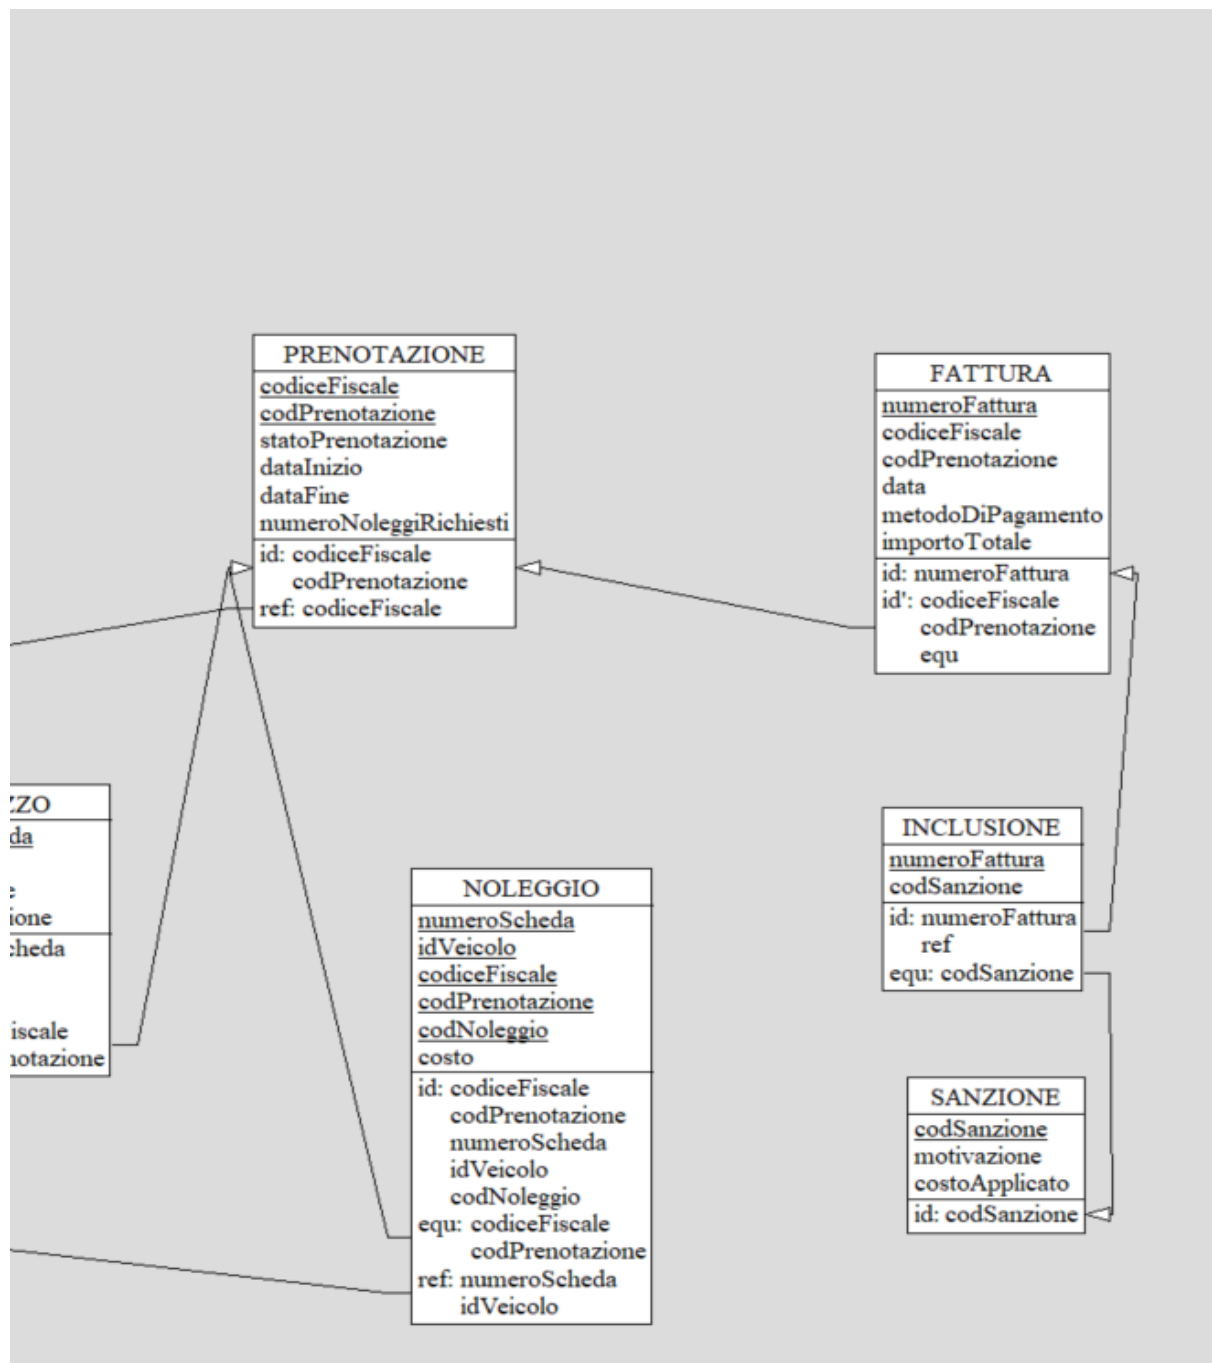 PRENOTAZIONE
codiceFiscale
codPrenotazione
statoPrenotazione
dataInizio
dataFine
numeroNoleggiRichiesti
id: codiceFiscale
codPrenotazione
ref: codiceFiscale
FATTURA
numeroFattura
codiceFiscale
codPrenotazione
data
metodoDiPagamento
importoTotale
id: numeroFattura
id': codiceFiscale
codPrenotazione
equ
ZZO
da
e
ione
cheda
iscale
notazione
NOLEGGIO
numeroScheda
idVeicolo
codiceFiscale
codPrenotazione
codNoleggio
costo
id: codiceFiscale
codPrenotazione
numeroScheda
idVeicolo
codNoleggio
equ: codiceFiscale
codPrenotazione
ref: numeroScheda
idVeicolo
INCLUSIONE
numeroFattura
codSanzione
id: numeroFattura
ref
equ: codSanzione
SANZIONE
codSanzione
motivazione
costoApplicato
id: codSanzione